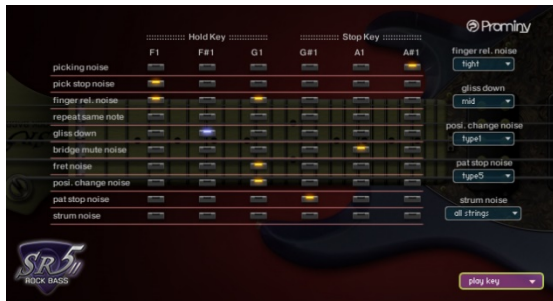 Prominy
Hold Key
Stop Key
F1 F#1 G1 G#1 A1 A#1
finger rel. noise
picking noise
tight
pick stop noise
gliss down
finger rel. noise
mid
repeat same note
posi. change noise
gliss down
type1
bridge mute noise
pat stop noise
fret noise
type5
posi. change noise
pat stop noise
strum noise
strum noise
all strings
SR5
ROCK BASS
play key